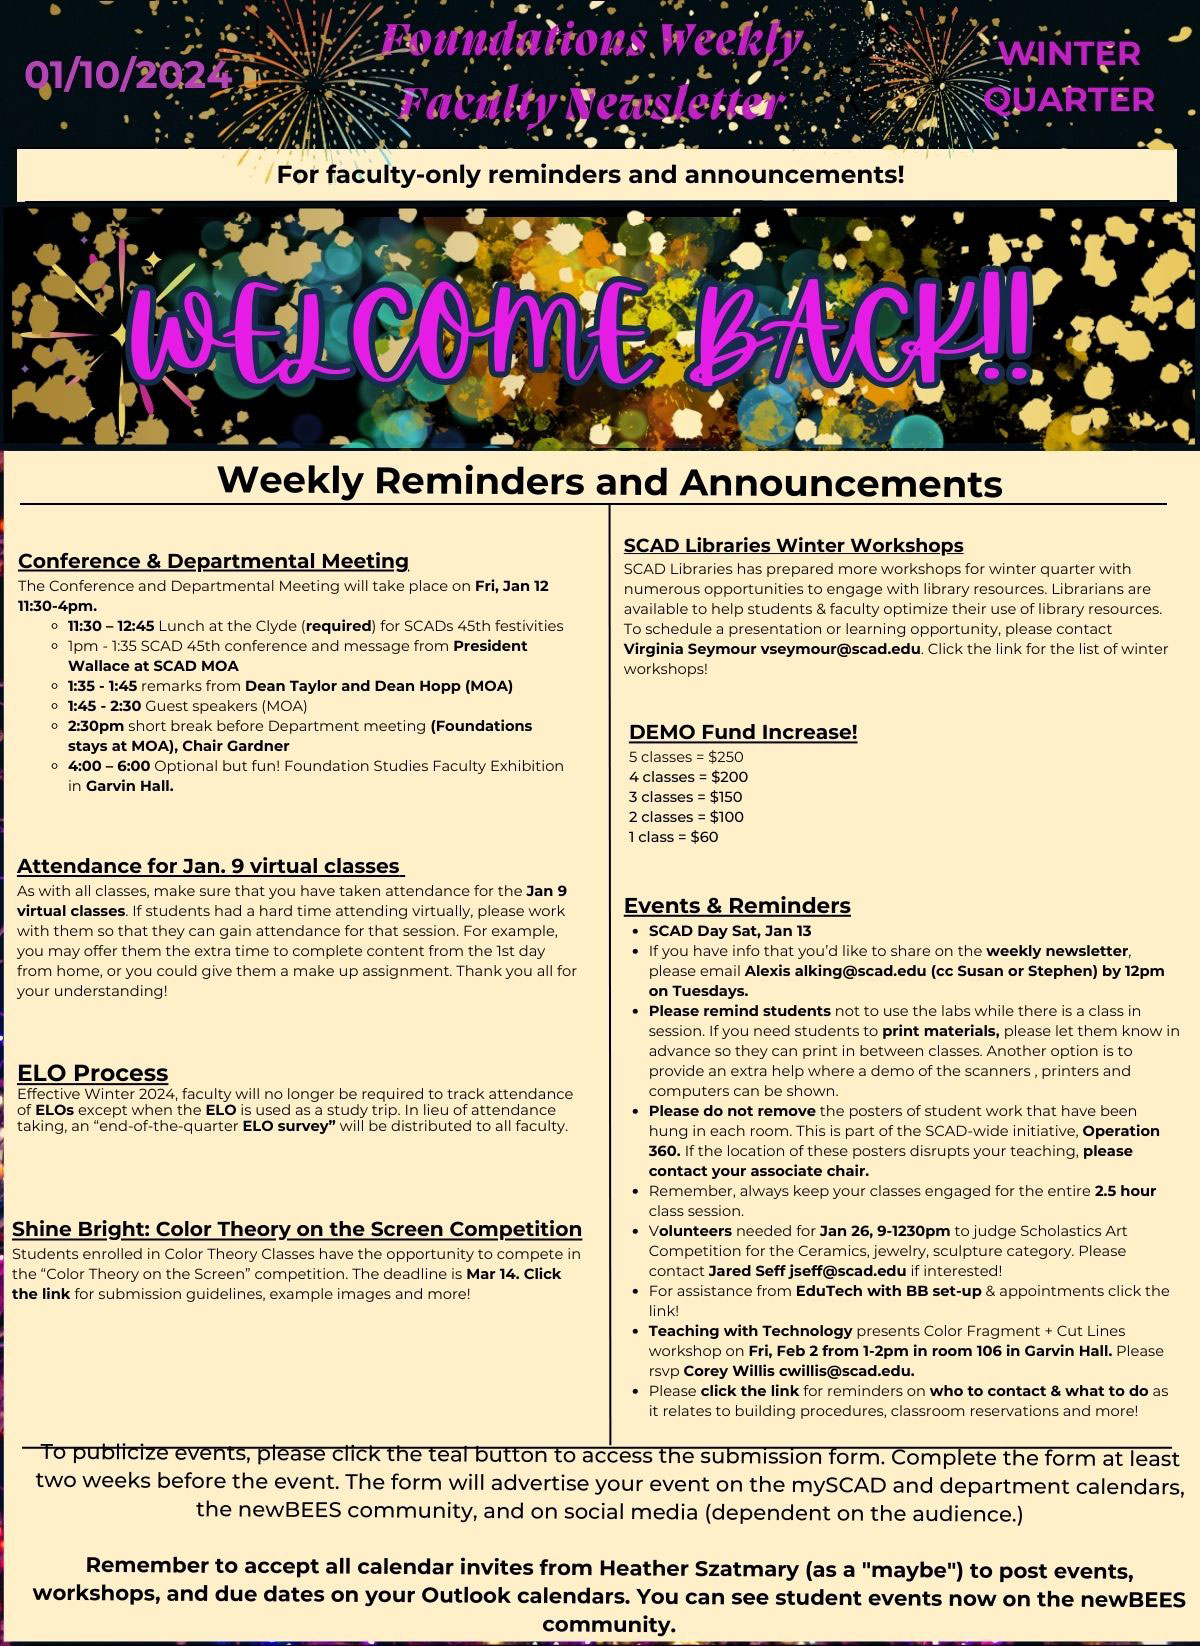 01/10/2024
Foundations Weekly
Faculty Newsletter
WINTER
QUARTER
For faculty-only reminders and announcements!
WELCOME BACK!!
Weekly Reminders and Announcements
Conference & Departmental Meeting
The Conference and Departmental Meeting will take place on Fri, Jan 12
11:30-4pm.
11:30 – 12:45 Lunch at the Clyde (required) for SCADs 45th festivities
1pm - 1:35 SCAD 45th conference and message from President
Wallace at SCAD MOA
1:35 - 1:45 remarks from Dean Taylor and Dean Hopp (MOA)
1:45 - 2:30 Guest speakers (MOA)
2:30pm short break before Department meeting (Foundations
stays at MOA), Chair Gardner
4:00 – 6:00 Optional but fun! Foundation Studies Faculty Exhibition
in Garvin Hall.
Attendance for Jan. 9 virtual classes
As with all classes, make sure that you have taken attendance for the Jan 9
virtual classes. If students had a hard time attending virtually, please work
with them so that they can gain attendance for that session. For example,
you may offer them the extra time to complete content from the 1st day
from home, or you could give them a make up assignment. Thank you all for
your understanding!
ELO Process
Effective Winter 2024, faculty will no longer be required to track attendance
of ELOs except when the ELO is used as a study trip. In lieu of attendance
taking, an “end-of-the-quarter ELO survey” will be distributed to all faculty.
Shine Bright: Color Theory on the Screen Competition
Students enrolled in Color Theory Classes have the opportunity to compete in
the “Color Theory on the Screen” competition. The deadline is Mar 14. Click
the link for submission guidelines, example images and more!
SCAD Libraries Winter Workshops
SCAD Libraries has prepared more workshops for winter quarter with
numerous opportunities to engage with library resources. Librarians are
available to help students & faculty optimize their use of library resources.
To schedule a presentation or learning opportunity, please contact
Virginia Seymour vseymour@scad.edu. Click the link for the list of winter
workshops!
DEMO Fund Increase!
5 classes = $250
4 classes = $200
3 classes = $150
2 classes = $100
1 class = $60
Events & Reminders
SCAD Day Sat, Jan 13
If you have info that you’d like to share on the weekly newsletter,
please email Alexis alking@scad.edu (cc Susan or Stephen) by 12pm
on Tuesdays.
Please remind students not to use the labs while there is a class in
session. If you need students to print materials, please let them know in
advance so they can print in between classes. Another option is to
provide an extra help where a demo of the scanners , printers and
computers can be shown.
Please do not remove the posters of student work that have been
hung in each room. This is part of the SCAD-wide initiative, Operation
360. If the location of these posters disrupts your teaching, please
contact your associate chair.
Remember, always keep your classes engaged for the entire 2.5 hour
class session.
Volunteers needed for Jan 26, 9-1230pm to judge Scholastics Art
Competition for the Ceramics, jewelry, sculpture category. Please
contact Jared Seff jseff@scad.edu if interested!
For assistance from EduTech with BB set-up & appointments click the
link!
Teaching with Technology presents Color Fragment + Cut Lines
workshop on Fri, Feb 2 from 1-2pm in room 106 in Garvin Hall. Please
rsvp Corey Willis cwillis@scad.edu.
Please click the link for reminders on who to contact & what to do as
it relates to building procedures, classroom reservations and more!
To publicize events, please click the teal button to access the submission form. Complete the form at least
two weeks before the event. The form will advertise your event on the mySCAD and department calendars,
the newBEES community, and on social media (dependent on the audience.)
Remember to accept all calendar invites from Heather Szatmary (as a "maybe") to post events,
workshops, and due dates on your Outlook calendars. You can see student events now on the newBEES
community.